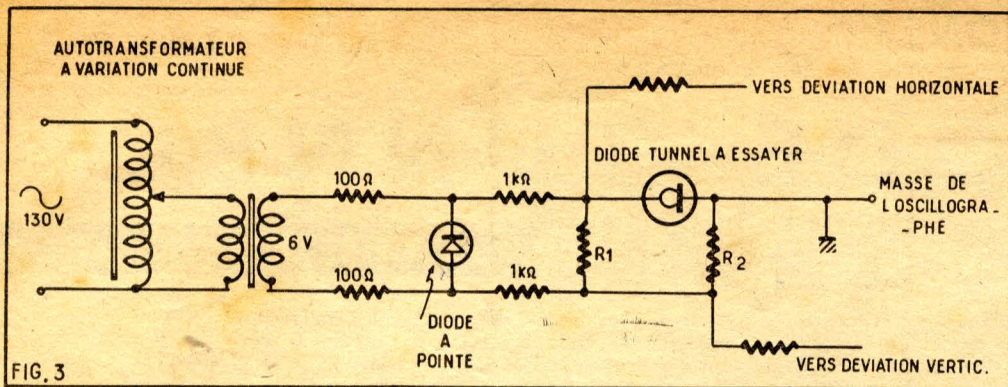 AUTOTRANSFORMATEUR
A VARIATION CONTINUE
VERS DEVIATION HORIZONTALE
DIODE TUNNEL A ESSAYER
100Ω
1kΩ
MASSE DE
L OSCILLOGRA_
_PHE
130V
6V
R1
R2
100Ω
1kΩ
DIODE
A
POINTE
VERS DEVIATION VERTIC.
FIG. 3